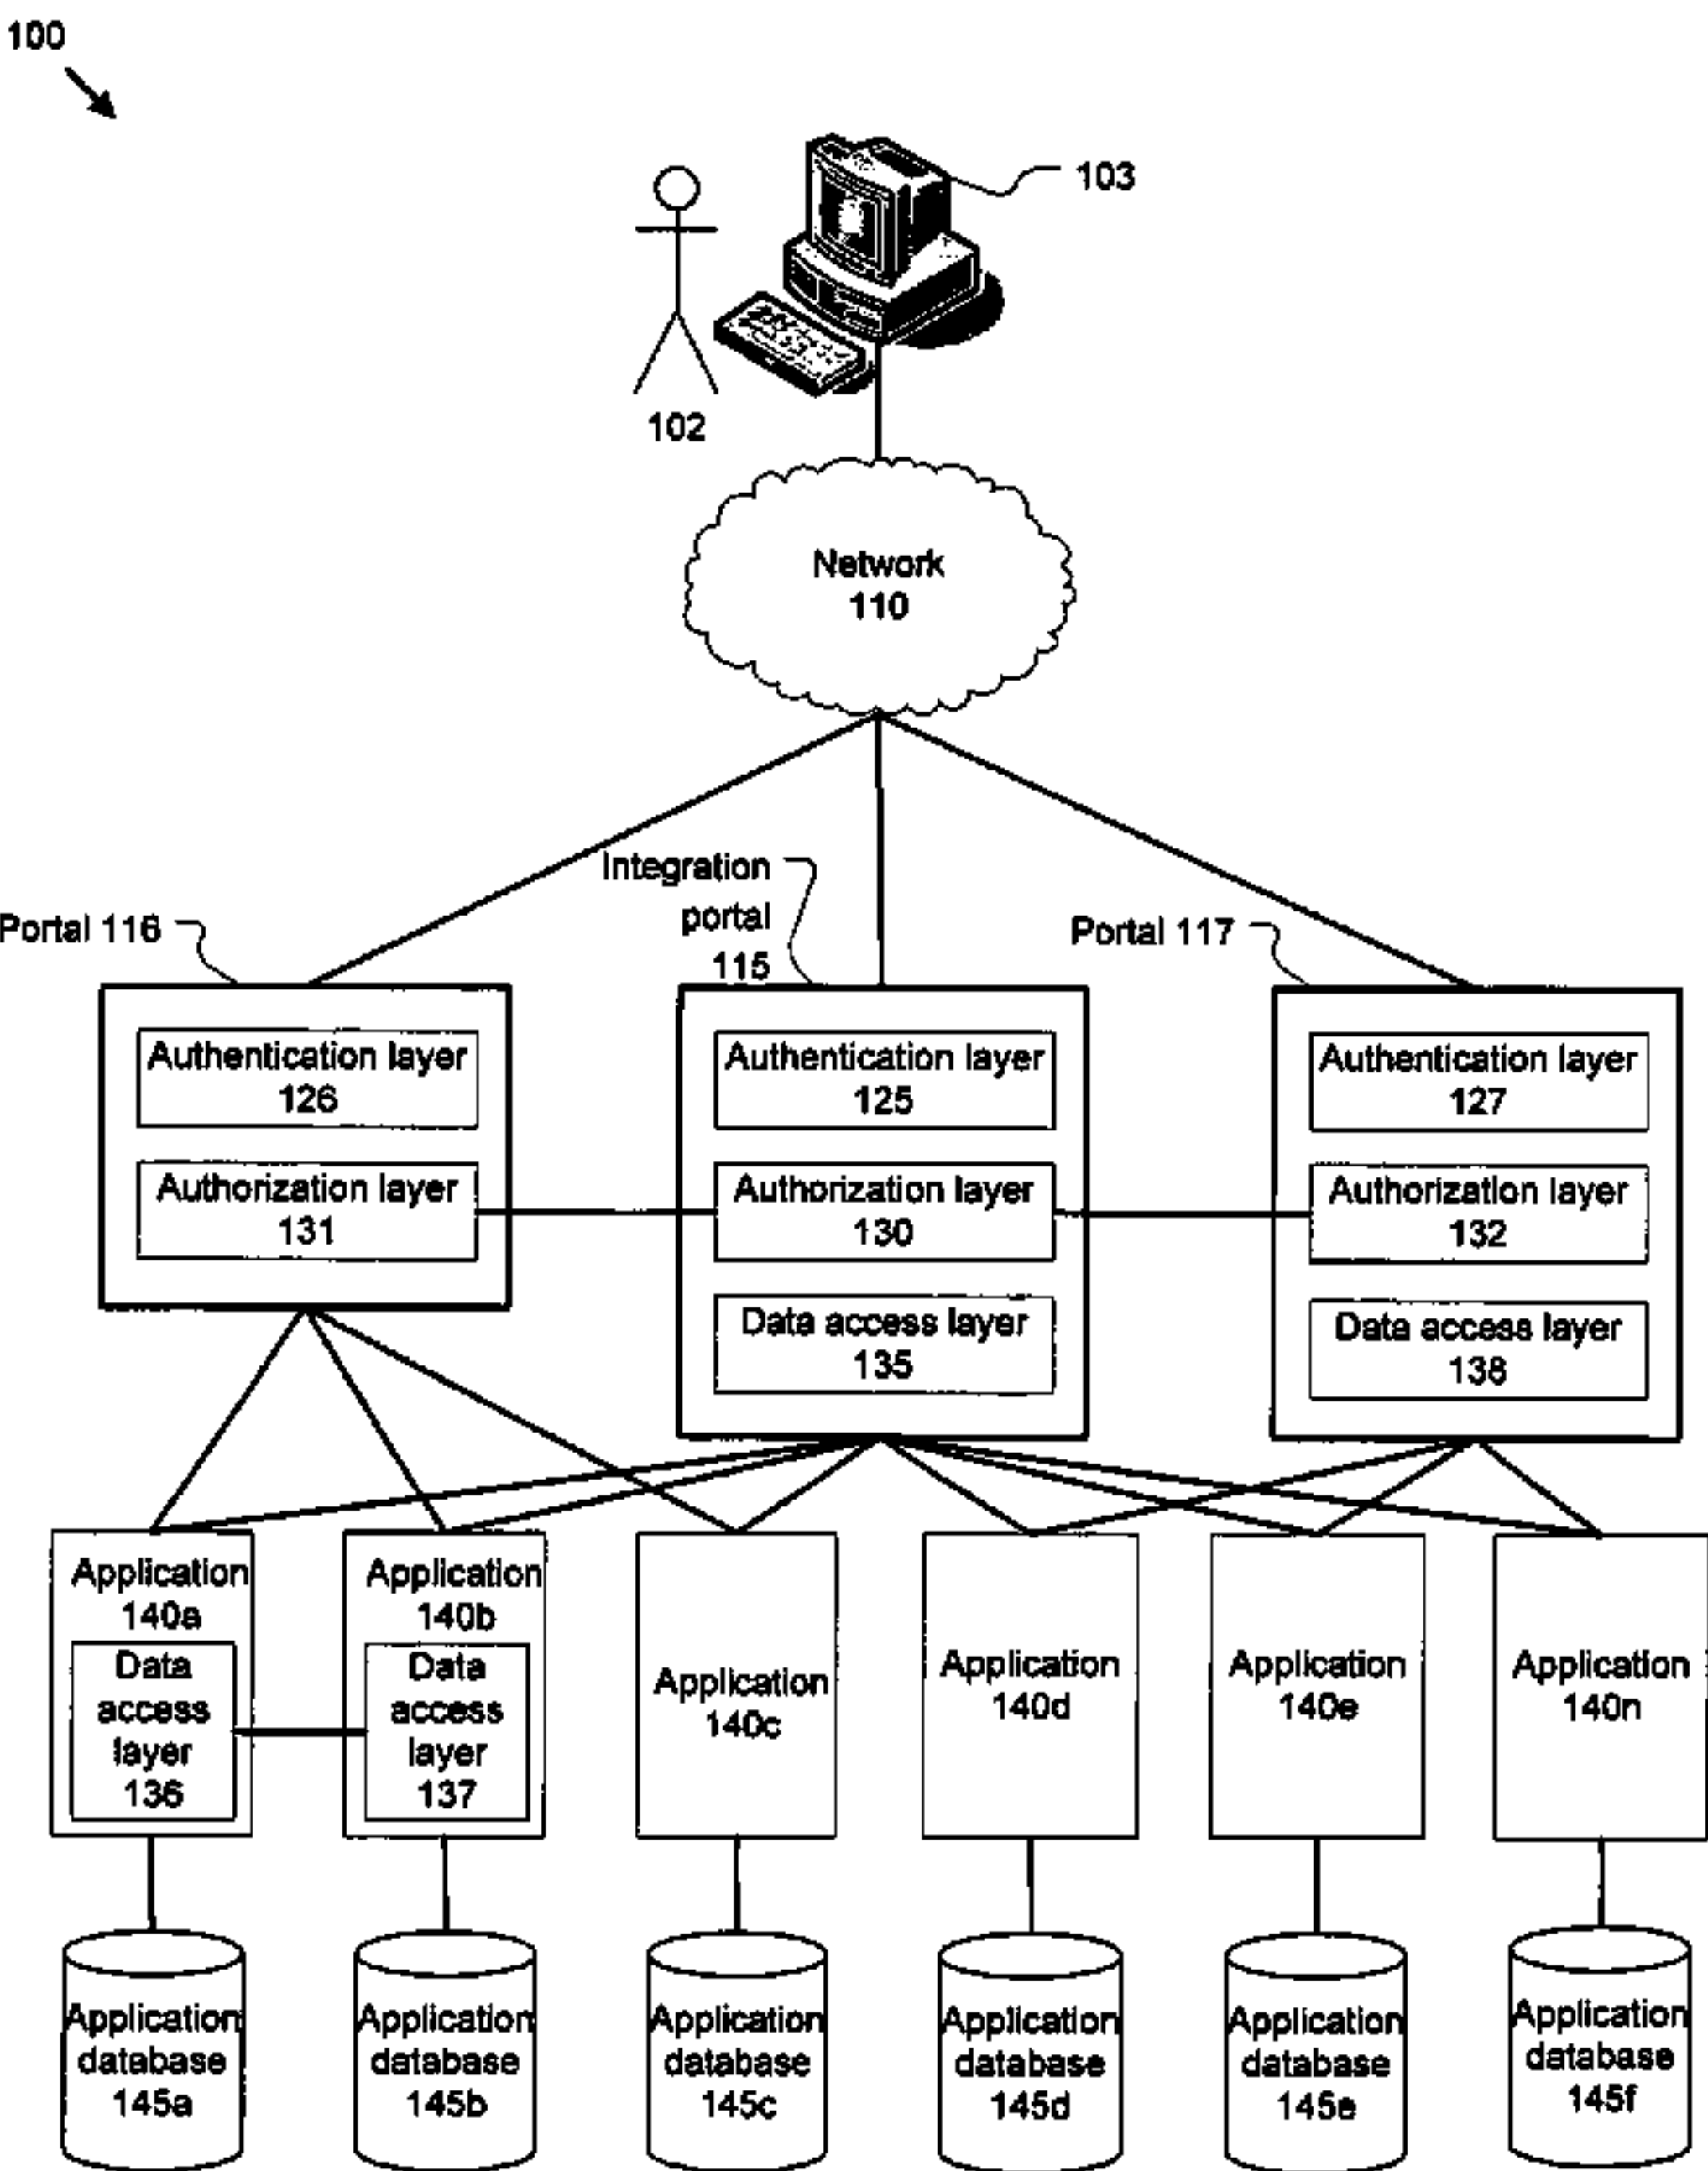 100
103
102
Network
110
Integration
portal
115
Portal 116
Portal 117
Authentication layer
126
Authorization layer
131
Authentication layer
125
Authorization layer
130
Data access layer
135
Authentication layer
127
Authorization layer
132
Data access layer
138
Application
140a
Data
access
layer
136
Application
140b
Data
access
layer
137
Application
140c
Application
140d
Application
140e
Application
140n
Application
database
145a
Application
database
145b
Application
database
145c
Application
database
145d
Application
database
145e
Application
database
145f